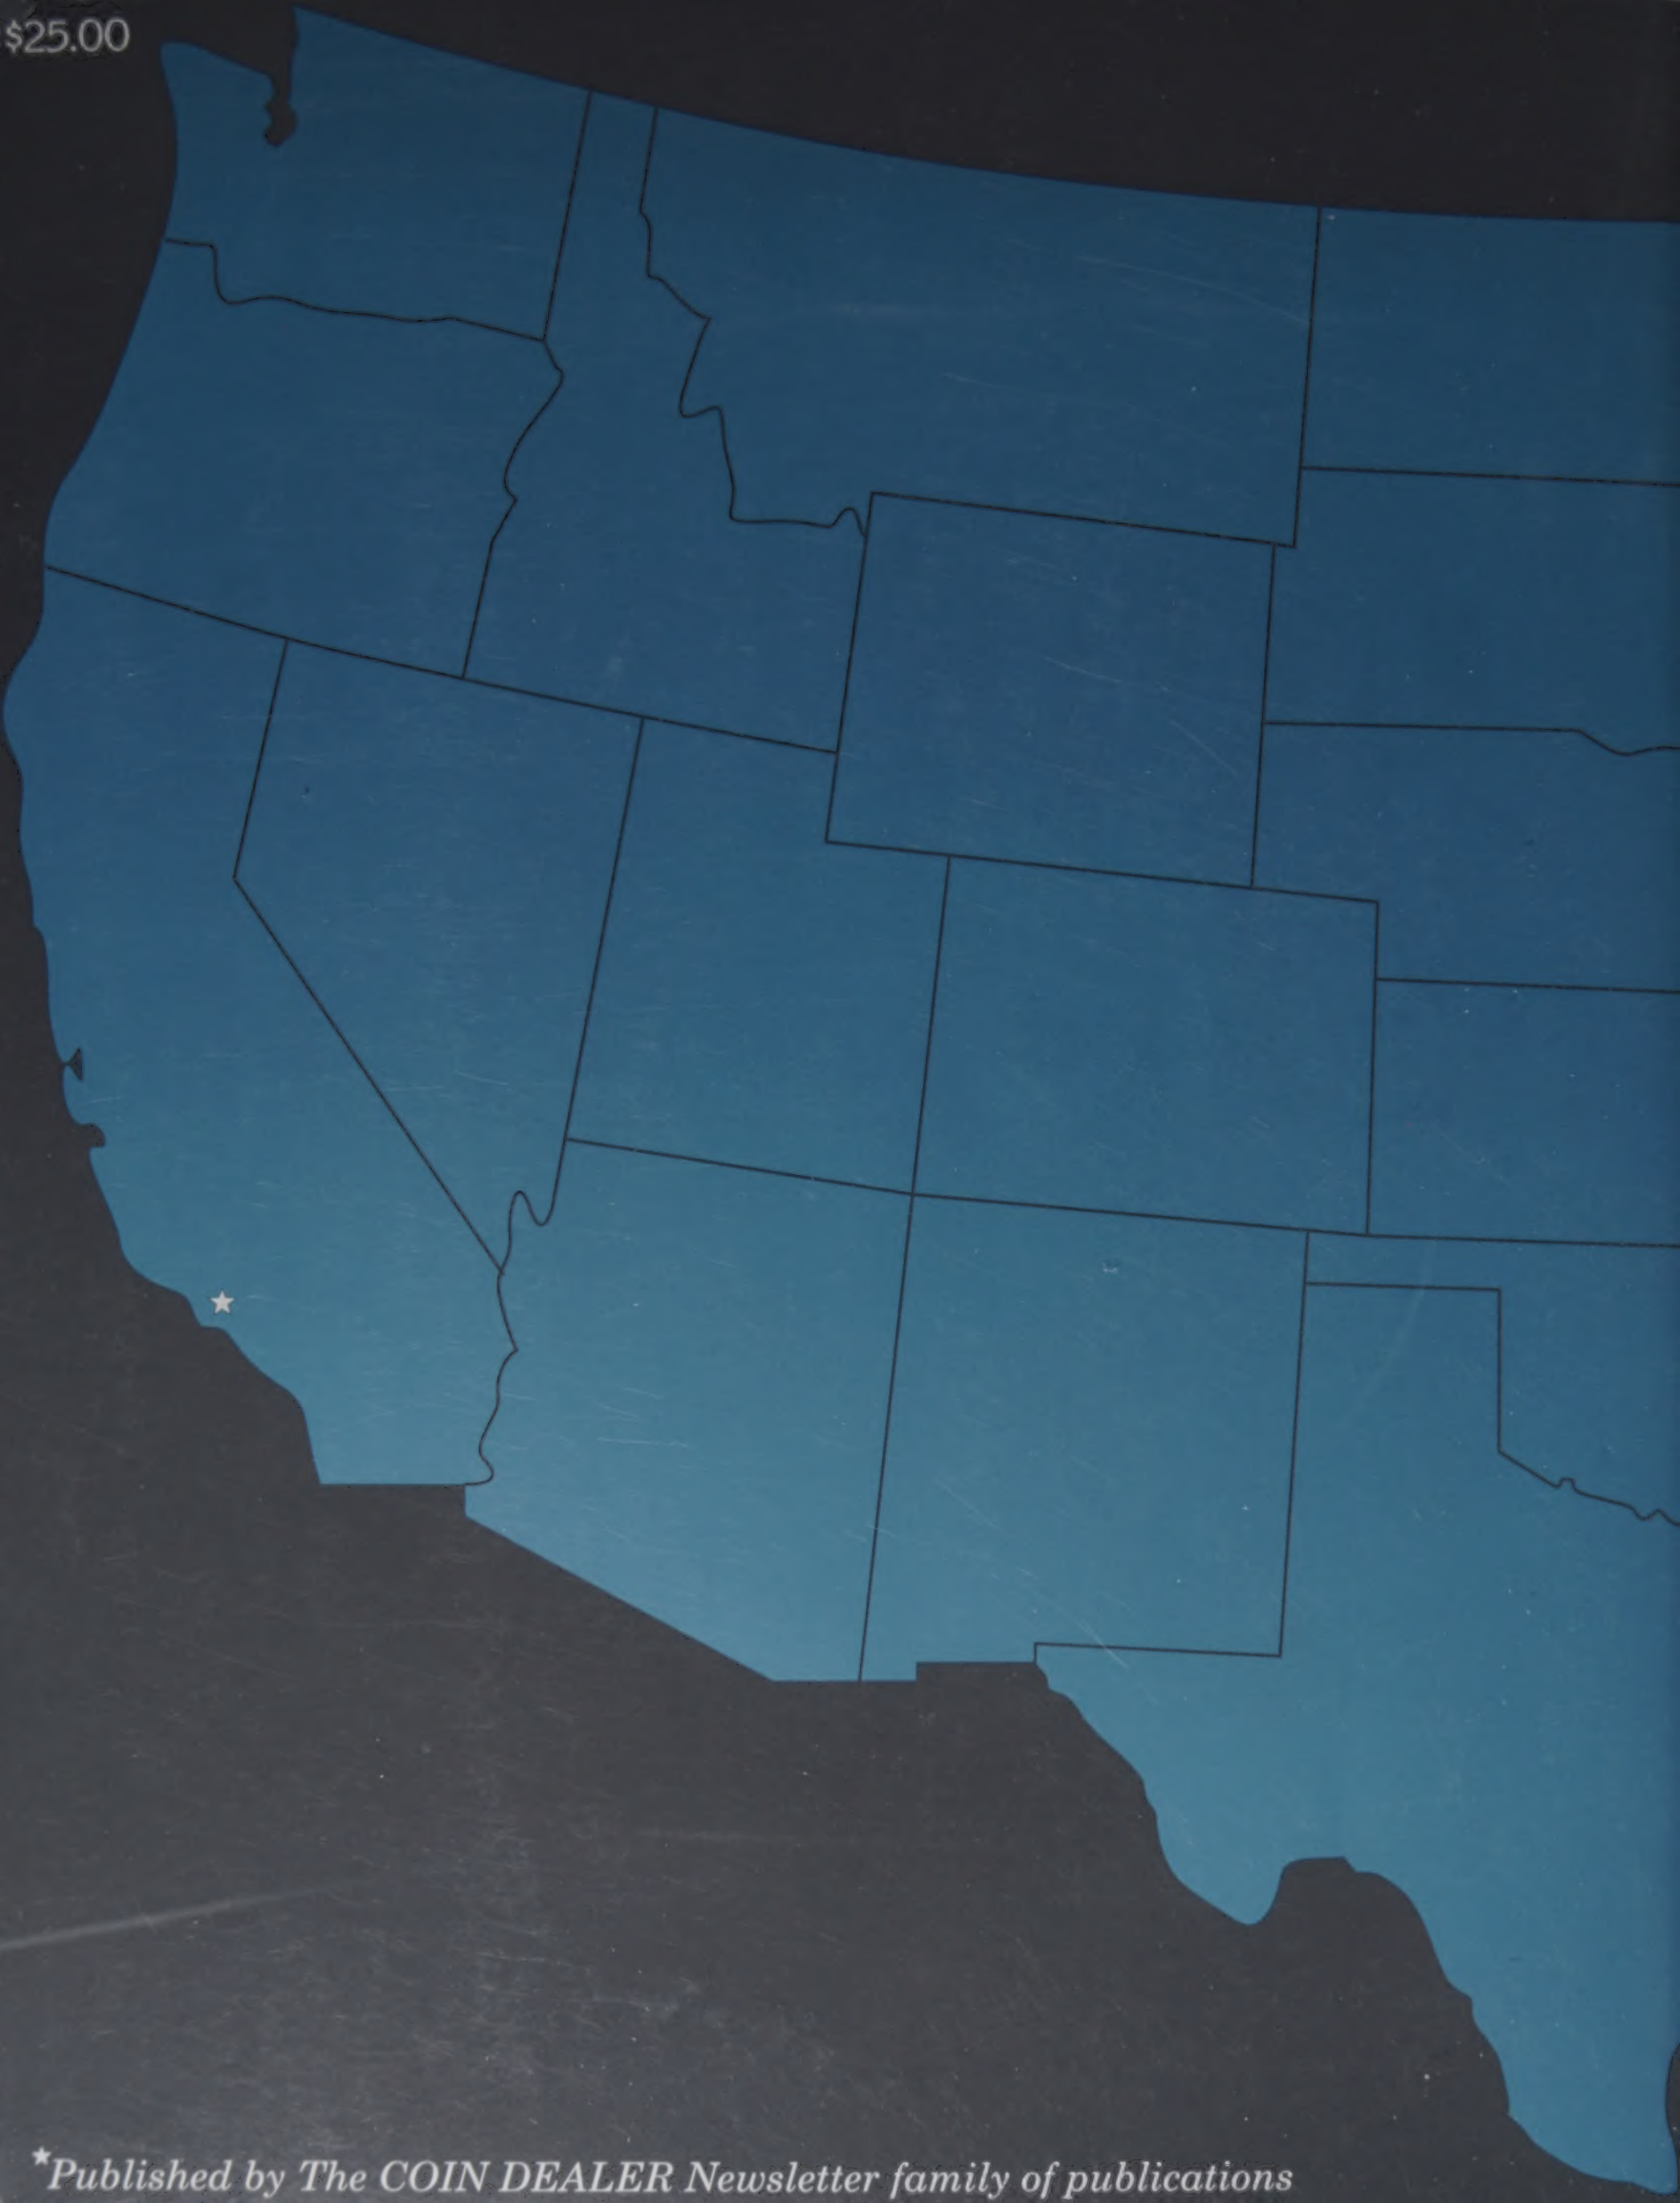 $25.00
★Published by The COIN DEALER Newsletter family of publications